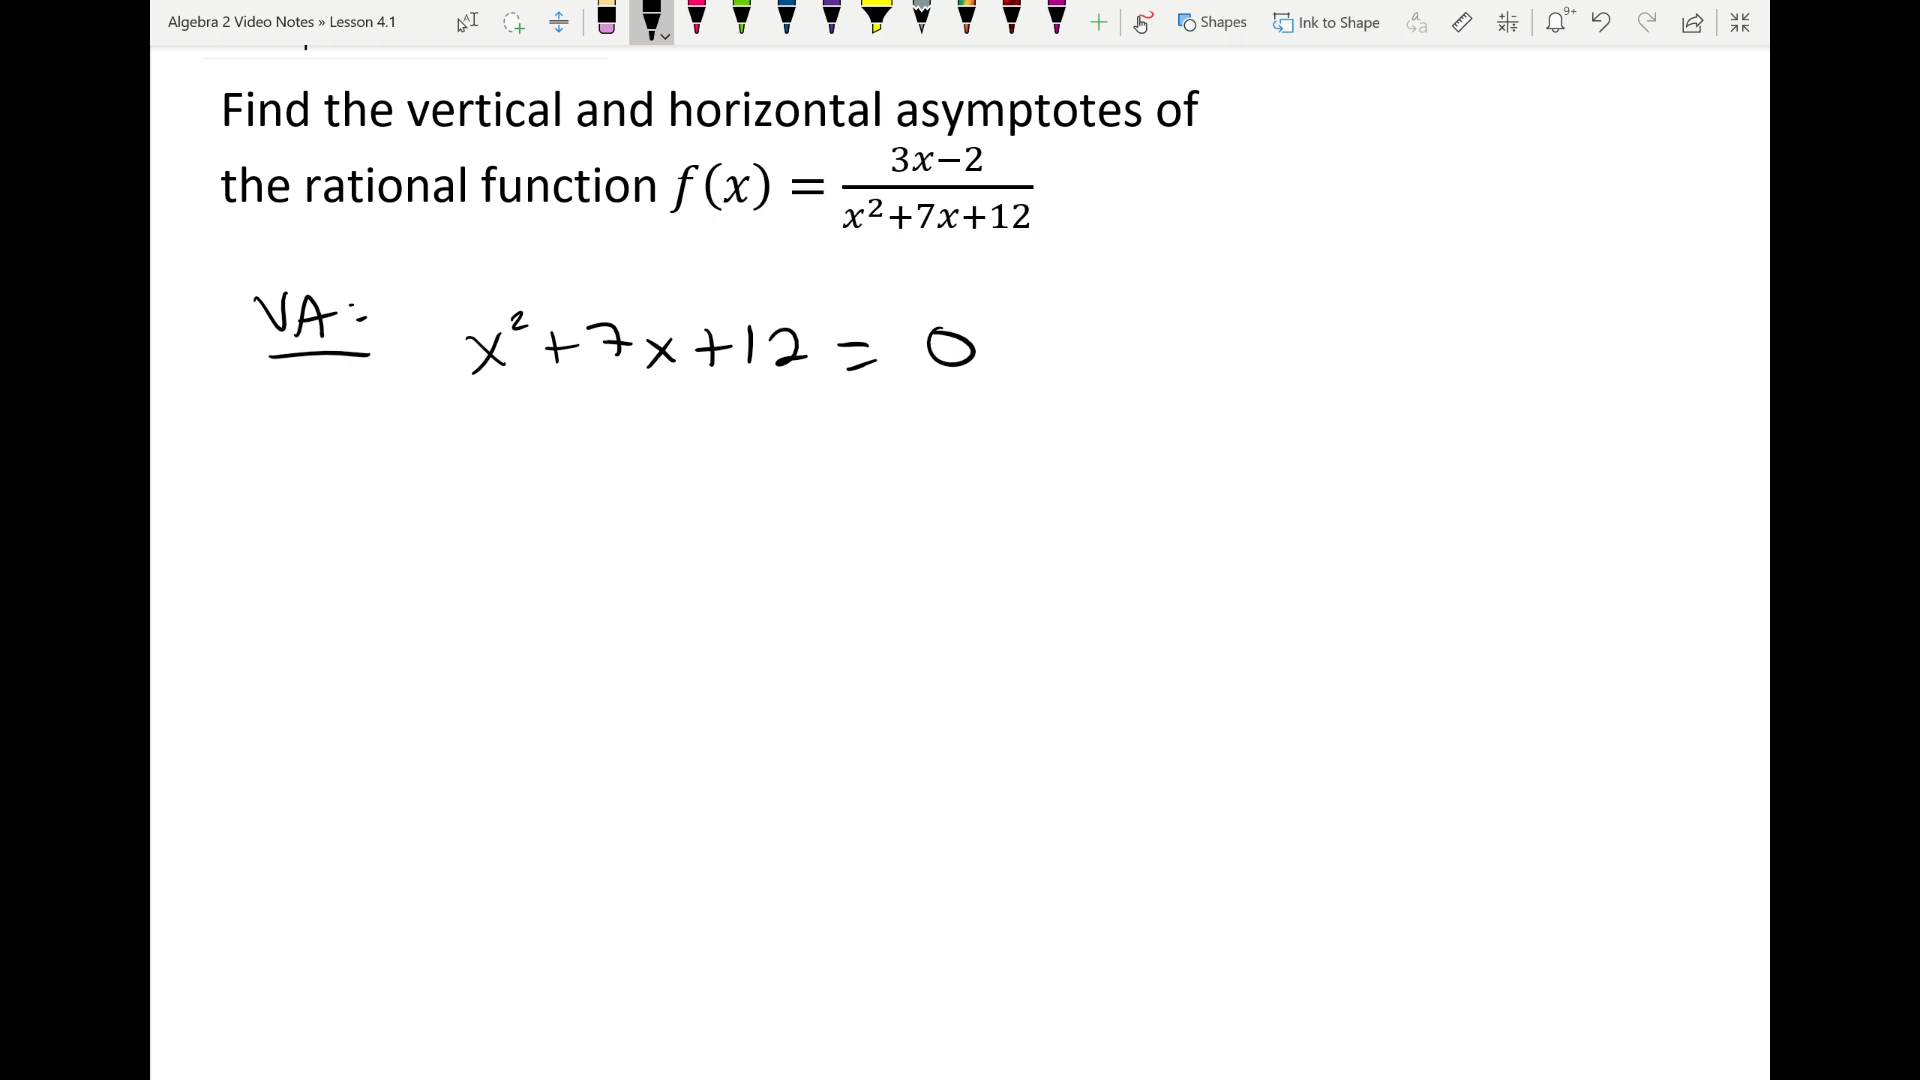 Algebra 2 Video Notes » Lesson 4.1
Shapes
Ink to Shape
9+
Find the vertical and horizontal asymptotes of
the rational function f(x) = (3x−2)/(x²+7x+12)
VA:
x² + 7x + 12 = 0